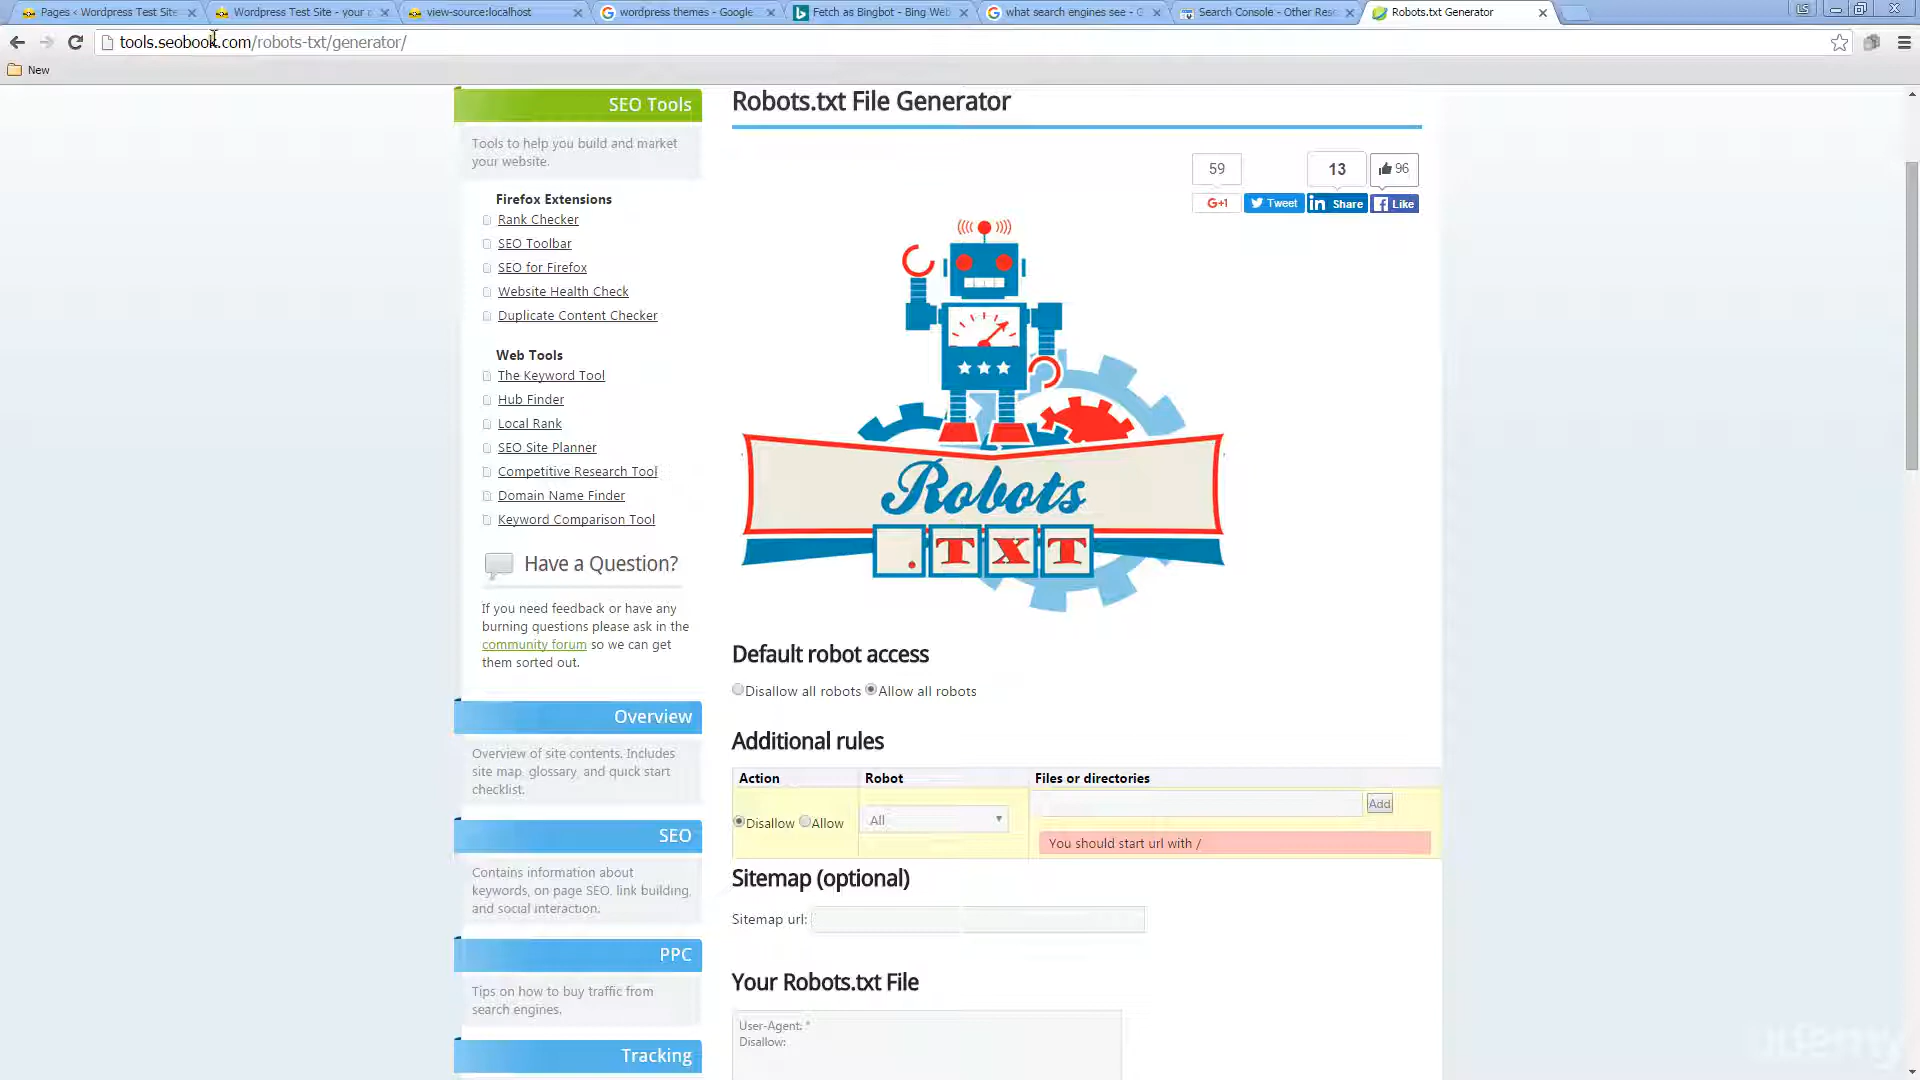 Pages < Wordpress Test Site
Wordpress Test Site - your
view-source:localhost
wordpress themes - Google
Fetch as Bingbot - Bing Web
what search engines see - G
Search Console - Other Res
Robots.txt Generator
LS
tools.seobook.com/robots-txt/generator/
New
SEO Tools
Tools to help you build and market
your website.
Firefox Extensions
Rank Checker
SEO Toolbar
SEO for Firefox
Website Health Check
Duplicate Content Checker
Web Tools
The Keyword Tool
Hub Finder
Local Rank
SEO Site Planner
Competitive Research Tool
Domain Name Finder
Keyword Comparison Tool
Have a Question?
If you need feedback or have any
burning questions please ask in the
community forum so we can get
them sorted out.
Overview
Overview of site contents. Includes
site map, glossary, and quick start
checklist.
SEO
Contains information about
keywords, on page SEO, link building,
and social interaction.
PPC
Tips on how to buy traffic from
search engines.
Tracking
Robots.txt File Generator
59
13
96
G+1
Tweet
in Share
Like
Robots
.TXT
Default robot access
Disallow all robots Allow all robots
Additional rules
Action Robot Files or directories
Disallow Allow All Add
You should start url with /
Sitemap (optional)
Sitemap url:
Your Robots.txt File
User-Agent: *
Disallow:
udemy